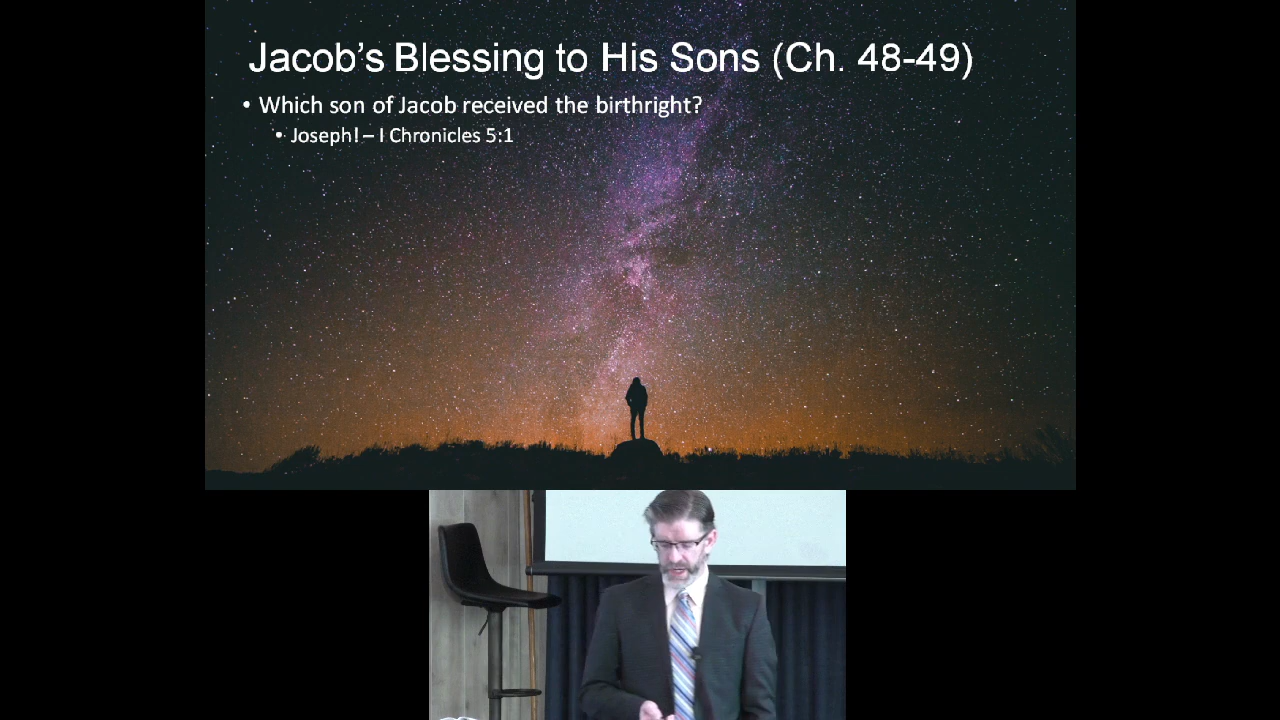 Jacob’s Blessing to His Sons (Ch. 48-49)
• Which son of Jacob received the birthright?
• Joseph! – I Chronicles 5:1